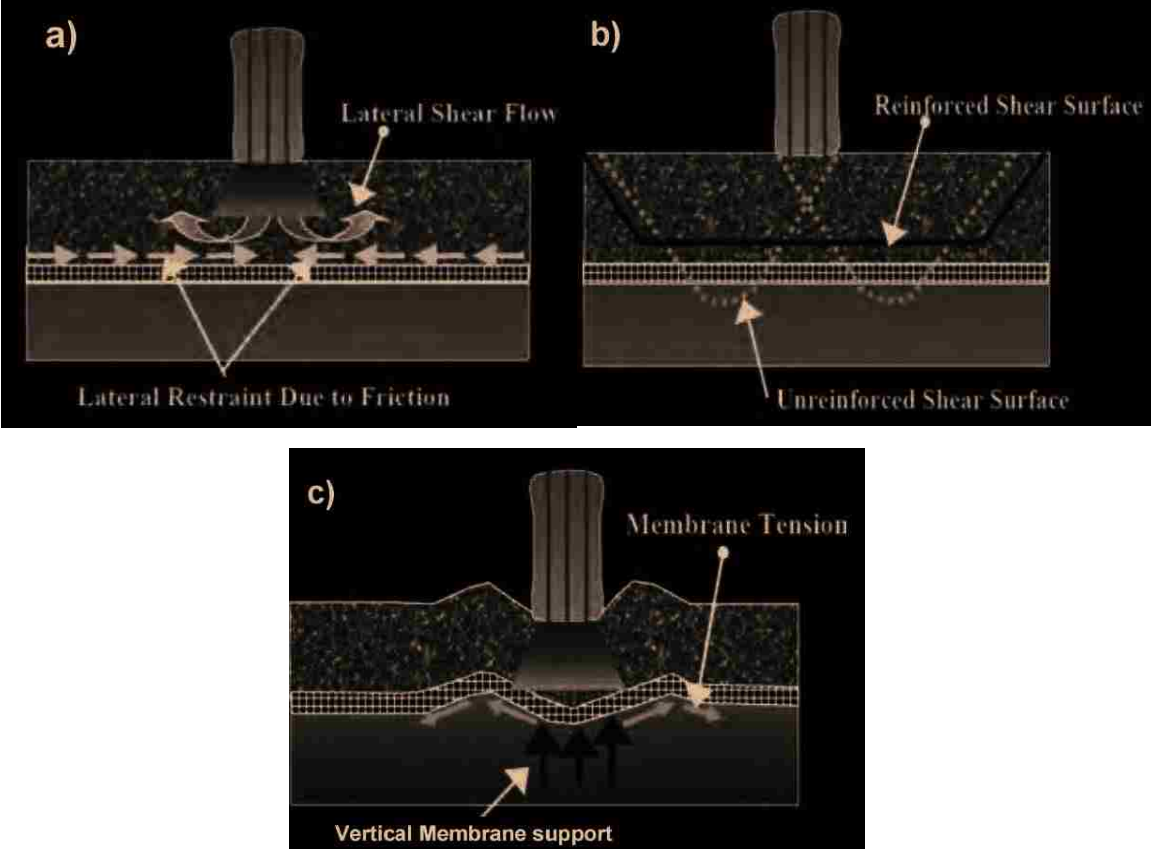 a)
Lateral Shear Flow
Lateral Restraint Due to Friction
b)
Reinforced Shear Surface
Unreinforced Shear Surface
c)
Membrane Tension
Vertical Membrane support